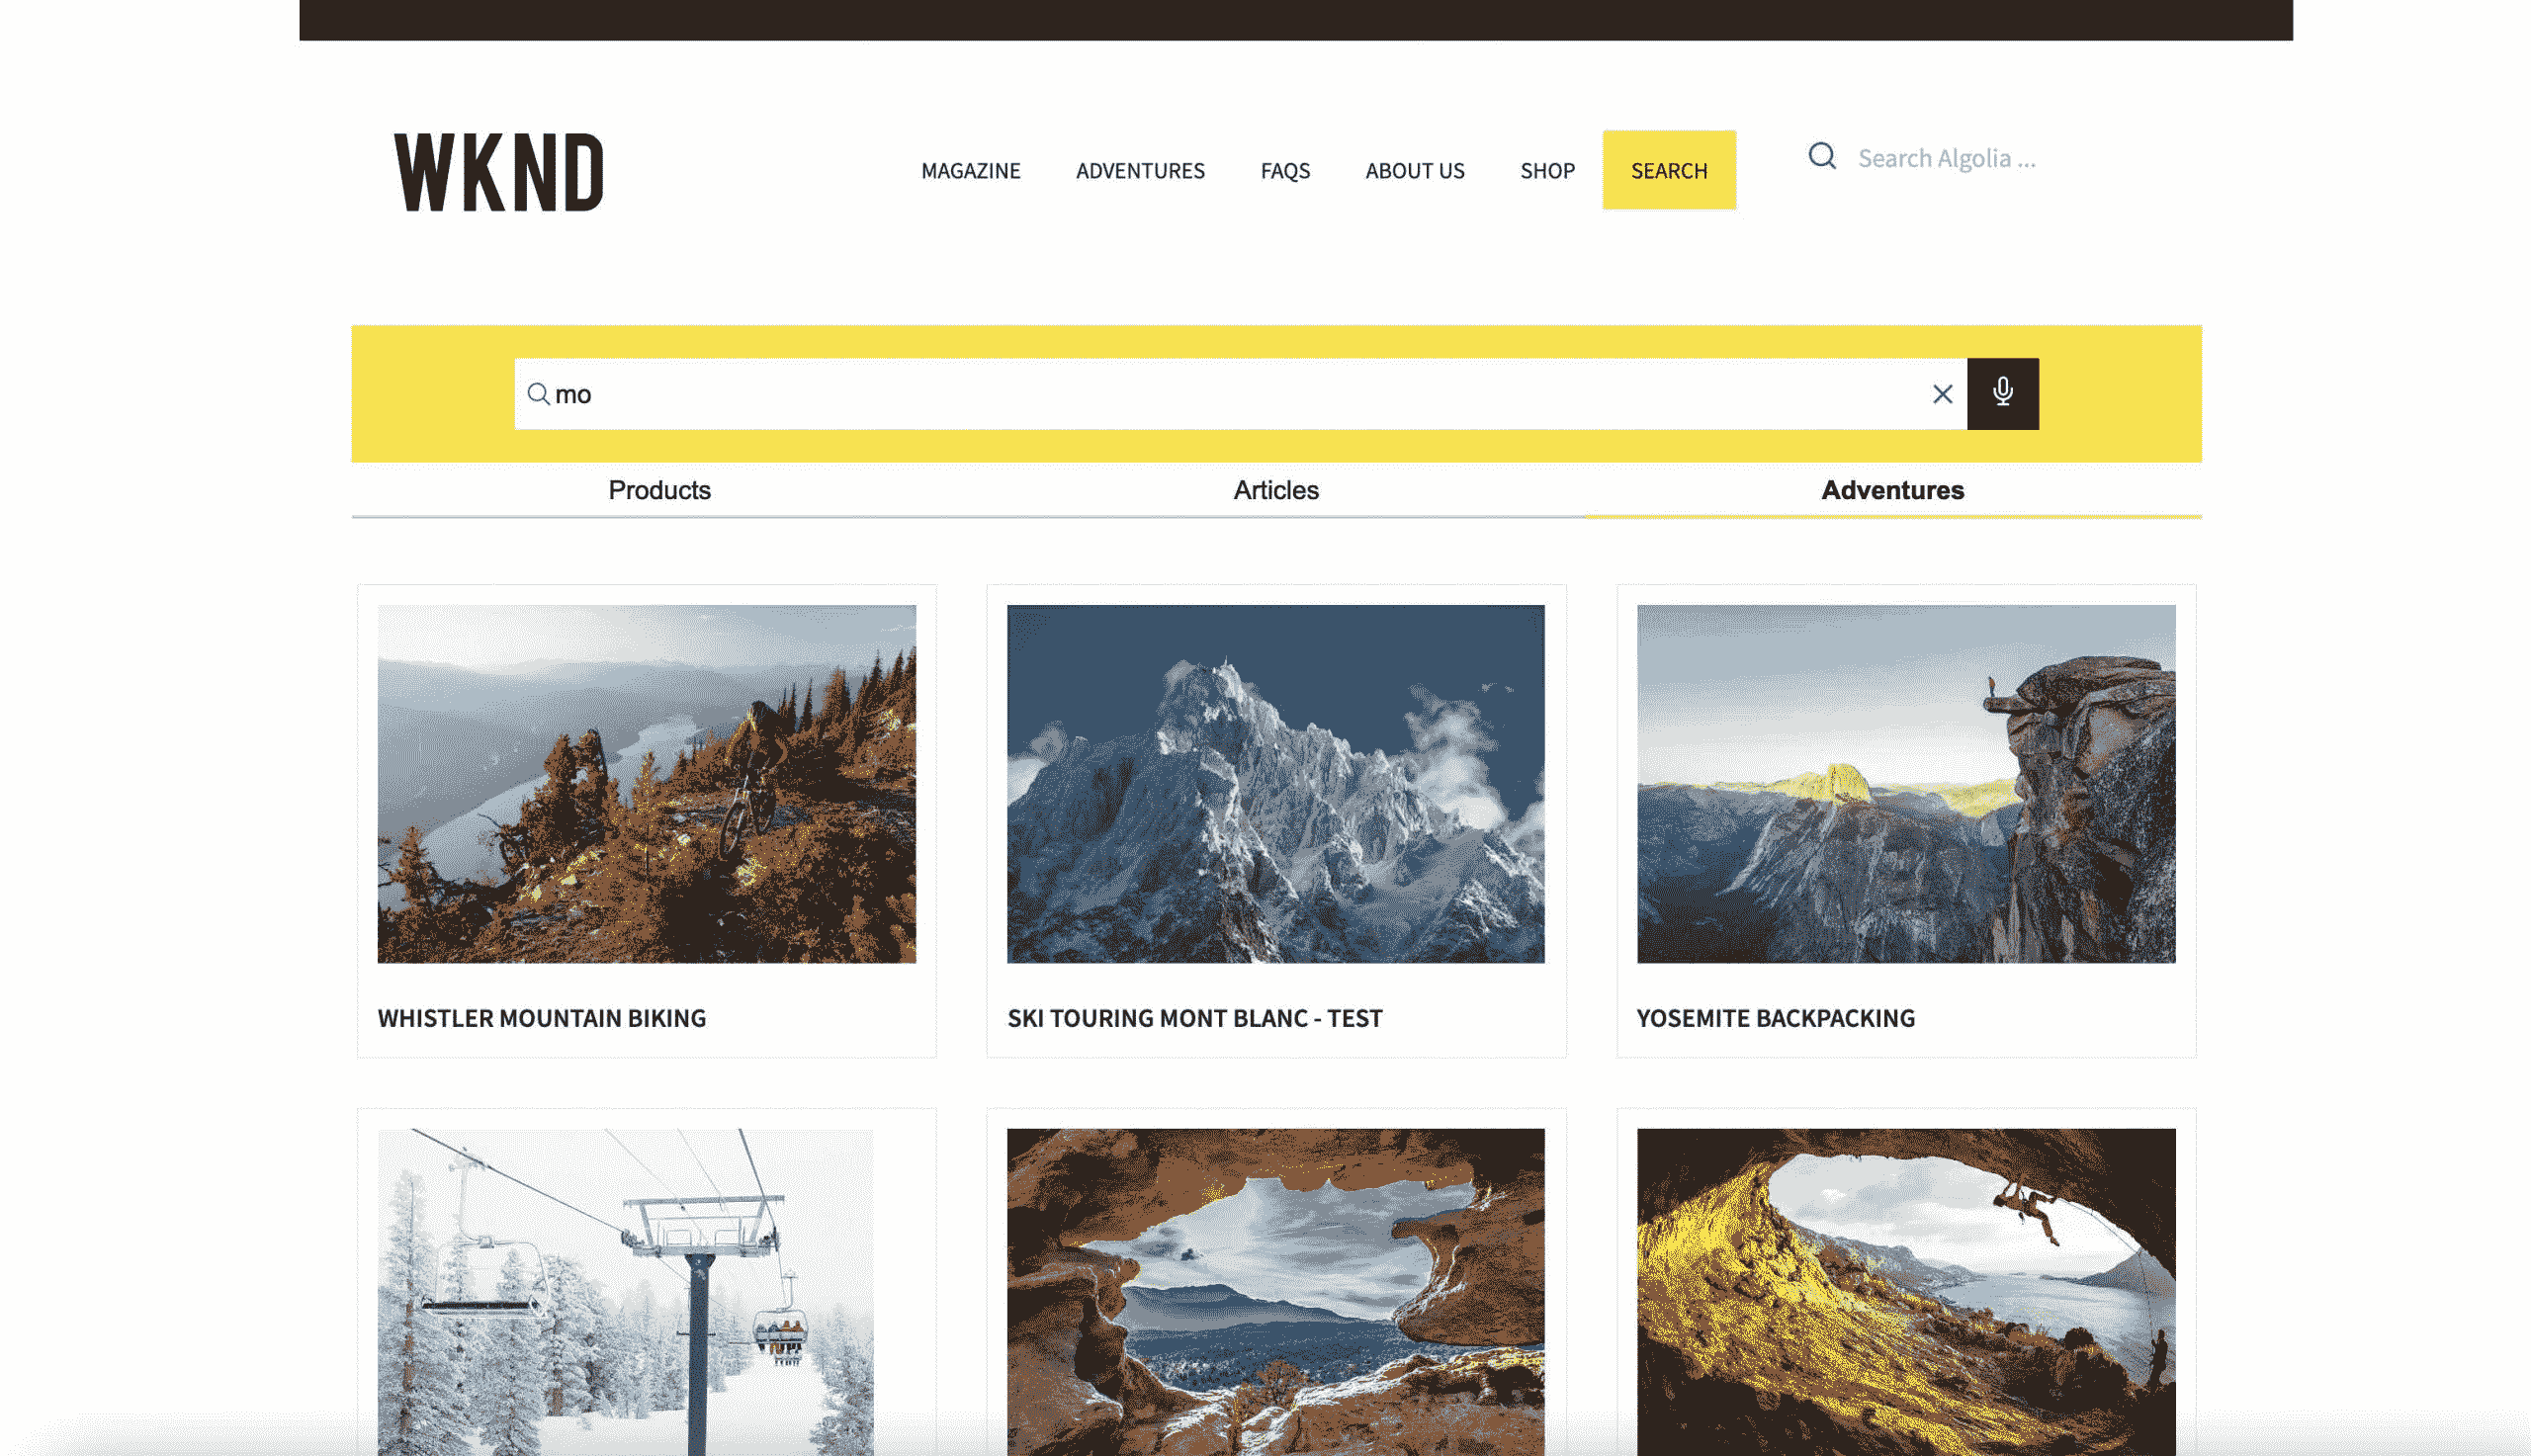 WKND
MAGAZINE ADVENTURES FAQS ABOUT US SHOP SEARCH Search Algolia ...
mo
Products Articles Adventures
WHISTLER MOUNTAIN BIKING
SKI TOURING MONT BLANC - TEST
YOSEMITE BACKPACKING